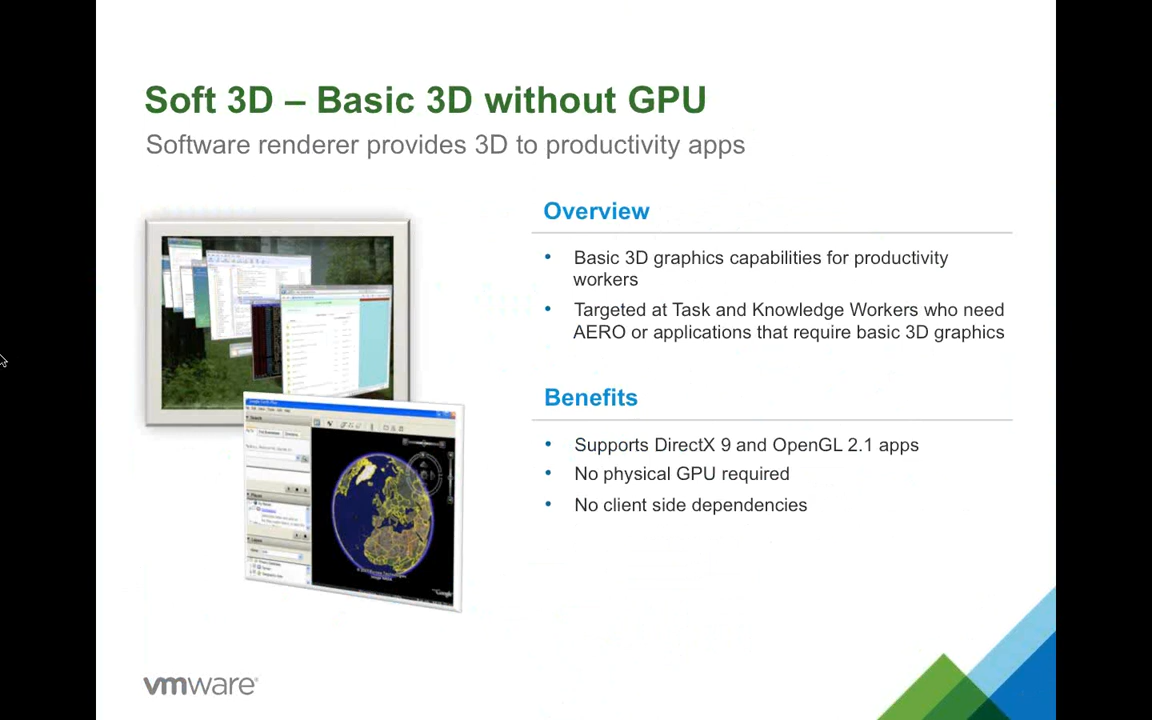 Soft 3D – Basic 3D without GPU
Software renderer provides 3D to productivity apps
Overview
• Basic 3D graphics capabilities for productivity
workers
• Targeted at Task and Knowledge Workers who need
AERO or applications that require basic 3D graphics
Benefits
• Supports DirectX 9 and OpenGL 2.1 apps
• No physical GPU required
• No client side dependencies
Google
vmware